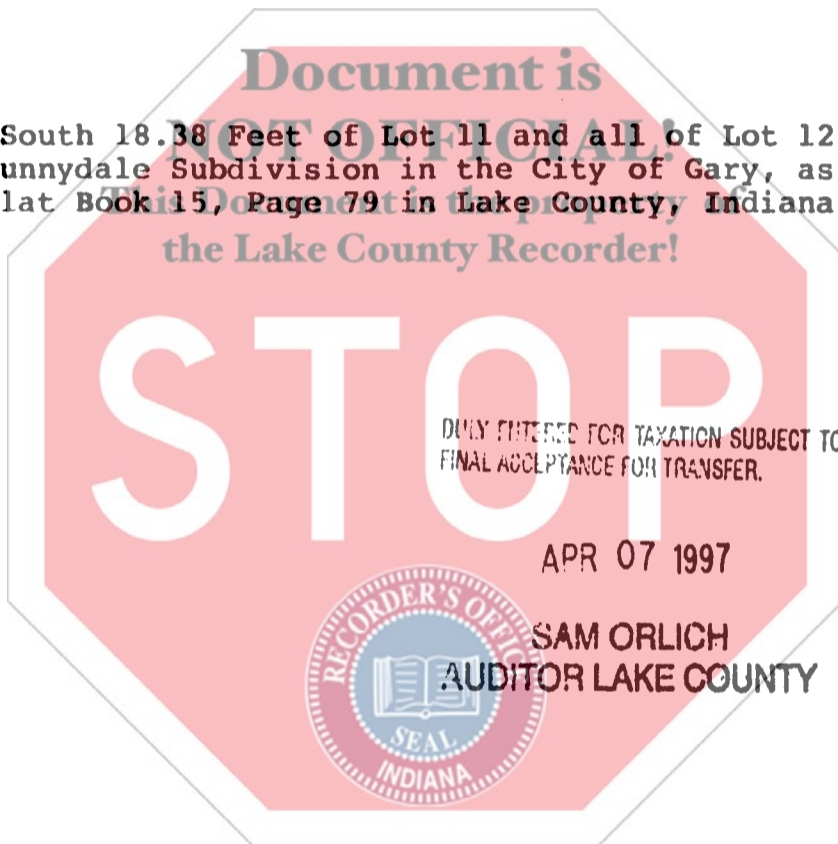 Document is
NOT OFFICIAL!
South 18.38 Feet of Lot 11 and all of Lot 12
unnydale Subdivision in the City of Gary, as
lat Book 15, Page 79 in Lake County, Indiana
This Document is the property of
the Lake County Recorder!
STOP
DULY ENTERED FOR TAXATION SUBJECT TO
FINAL ACCEPTANCE FOR TRANSFER.
APR 07 1997
SAM ORLICH
AUDITOR LAKE COUNTY
RECORDER'S OFFICE
SEAL
INDIANA